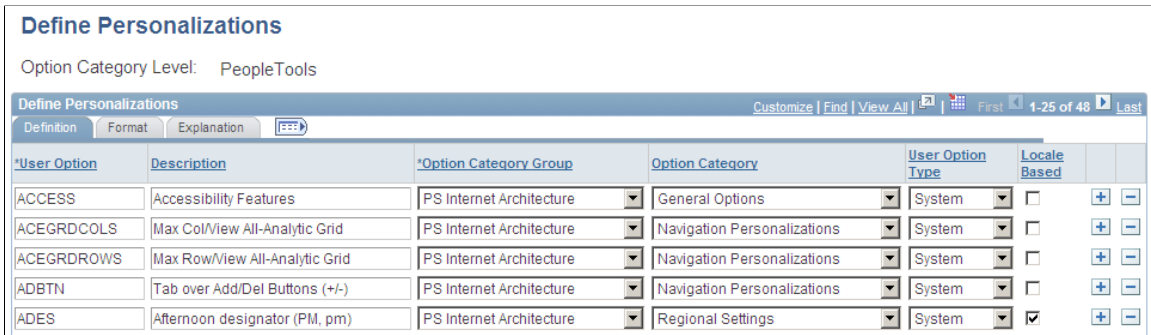 Define Personalizations
Option Category Level: PeopleTools
Define Personalizations Customize | Find | View All | | First 1-25 of 48 Last
Definition Format Explanation
*User Option Description *Option Category Group Option Category User Option Type Locale Based
ACCESS Accessibility Features PS Internet Architecture General Options System
ACEGRDCOLS Max Col/View All-Analytic Grid PS Internet Architecture Navigation Personalizations System
ACEGRDROWS Max Row/View All-Analytic Grid PS Internet Architecture Navigation Personalizations System
ADBTN Tab over Add/Del Buttons (+/-) PS Internet Architecture Navigation Personalizations System
ADES Afternoon designator (PM, pm) PS Internet Architecture Regional Settings System